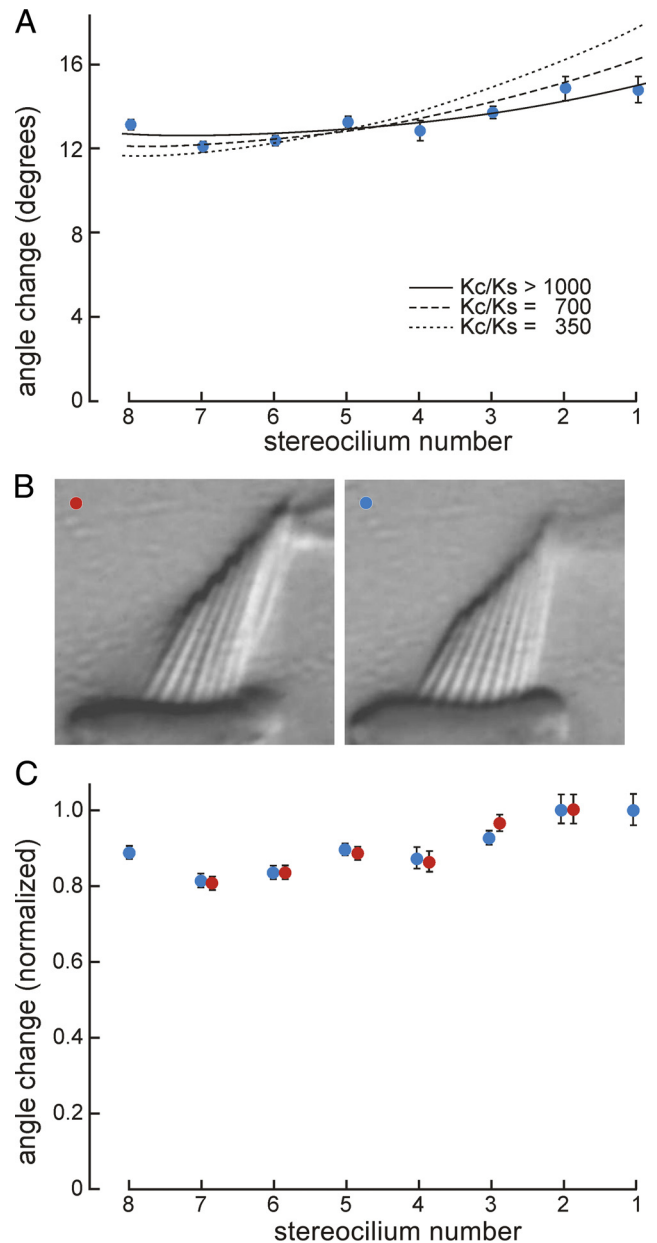 A
angle change (degrees)
16
12
8
4
0
Kc/Ks > 1000
Kc/Ks = 700
Kc/Ks = 350
8 7 6 5 4 3 2 1
stereocilium number
B
C
angle change (normalized)
1.0
0.8
0.6
0.4
0.2
0
8 7 6 5 4 3 2 1
stereocilium number